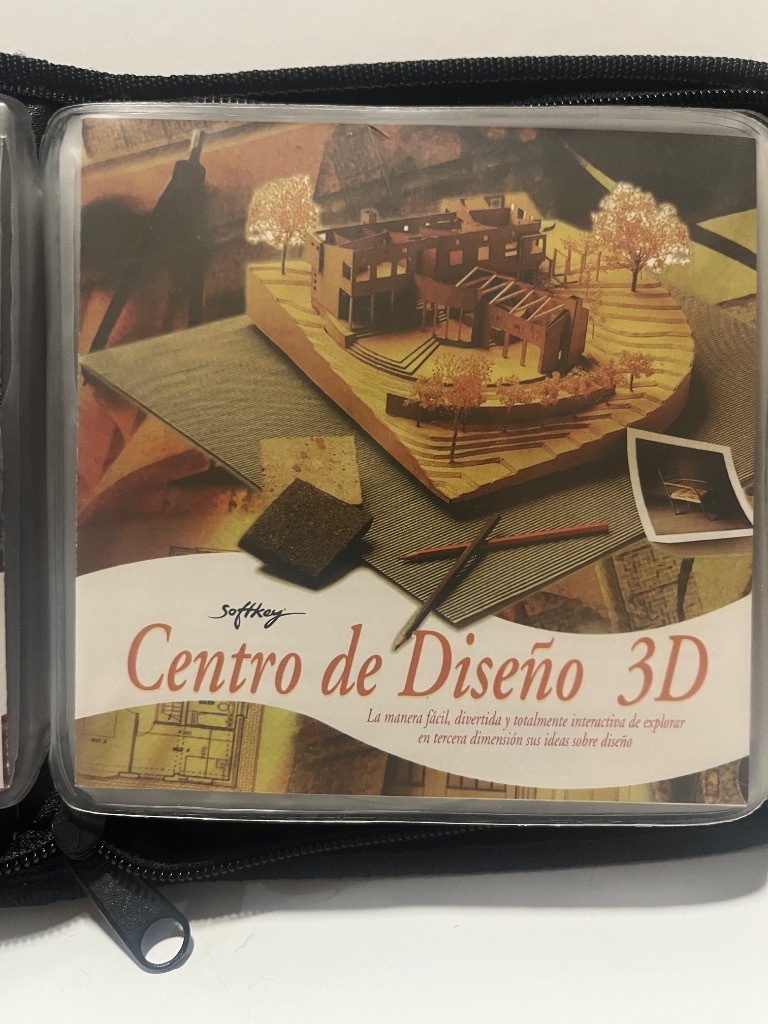 Softkey
Centro de Diseño 3D
La manera fácil, divertida y totalmente interactiva de explorar
en tercera dimensión sus ideas sobre diseño